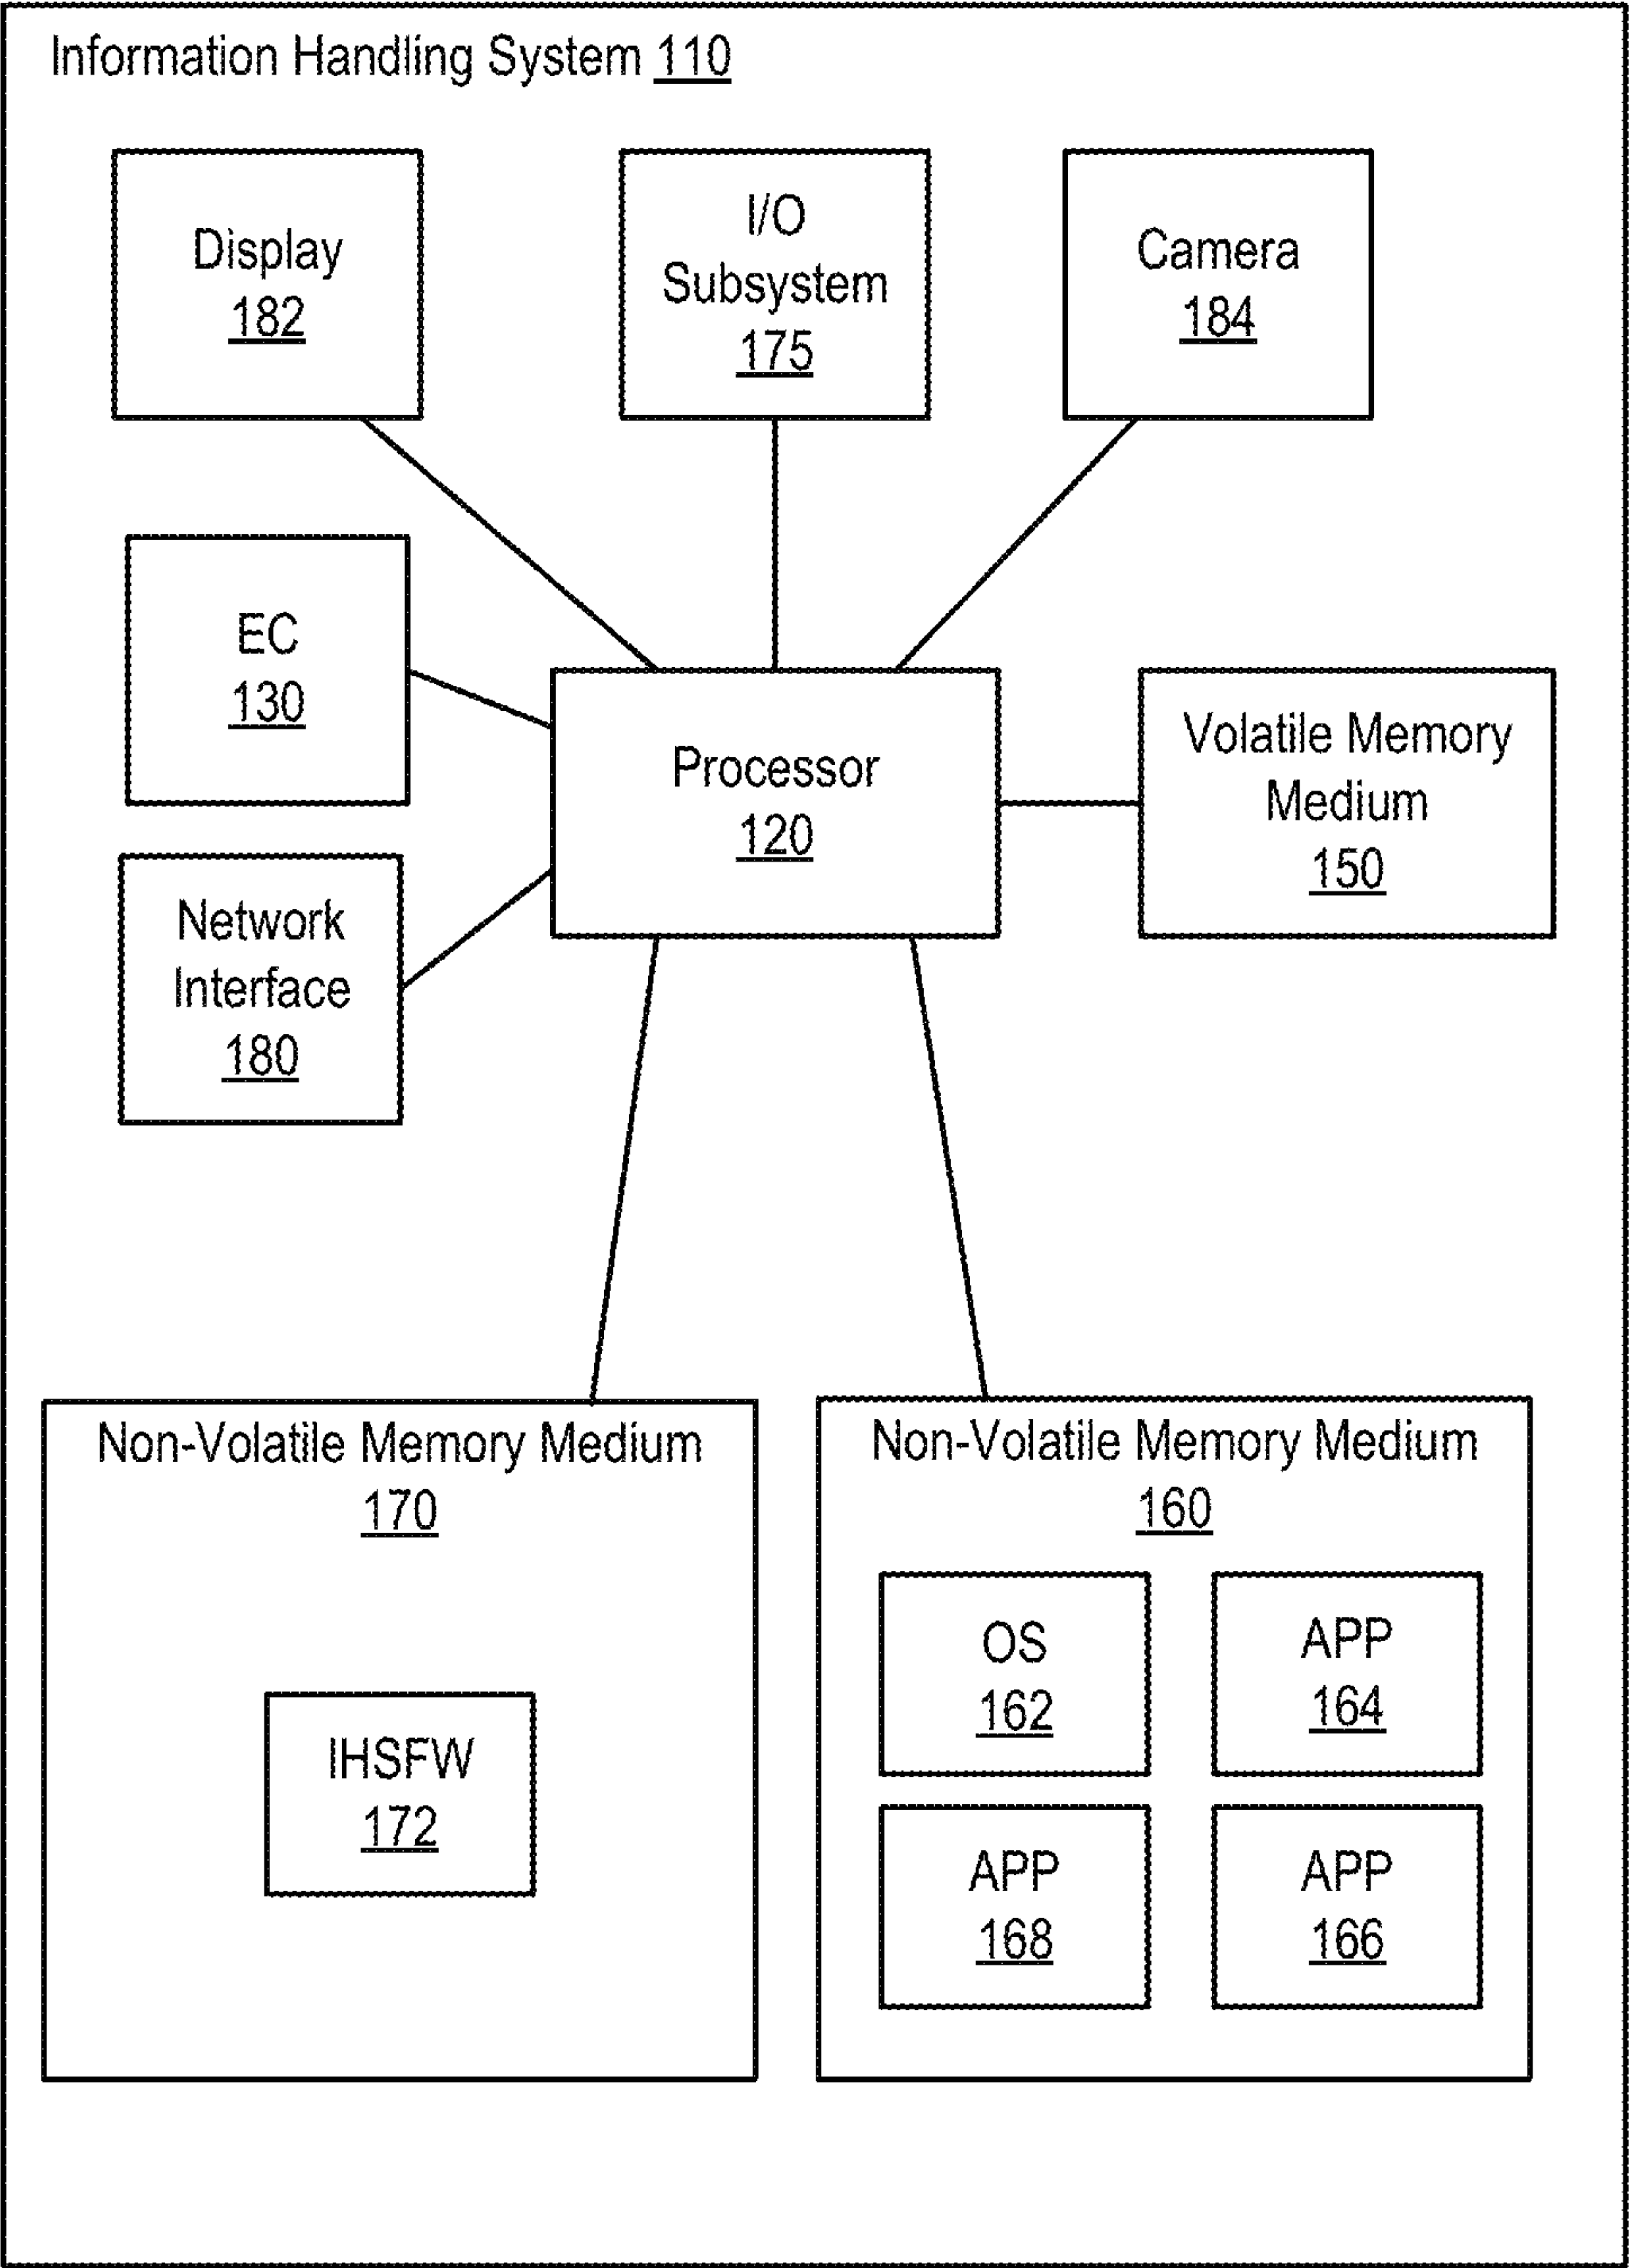 Information Handling System 110
Display
182
I/O
Subsystem
175
Camera
184
EC
130
Processor
120
Volatile Memory
Medium
150
Network
Interface
180
Non-Volatile Memory Medium
170
IHSFW
172
Non-Volatile Memory Medium
160
OS
162
APP
164
APP
168
APP
166